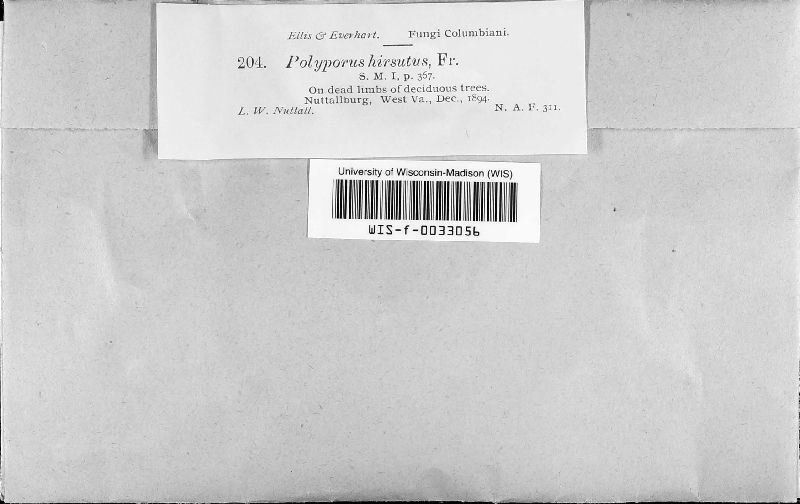 Ellis & Everhart. Fungi Columbiani.
204. Polyporus hirsutus, Fr.
S. M. I, p. 367.
On dead limbs of deciduous trees.
Nuttallburg, West Va., Dec., 1894.
L. W. Nuttall. N. A. F. 311.
University of Wisconsin-Madison (WIS)
WIS-f-0033056